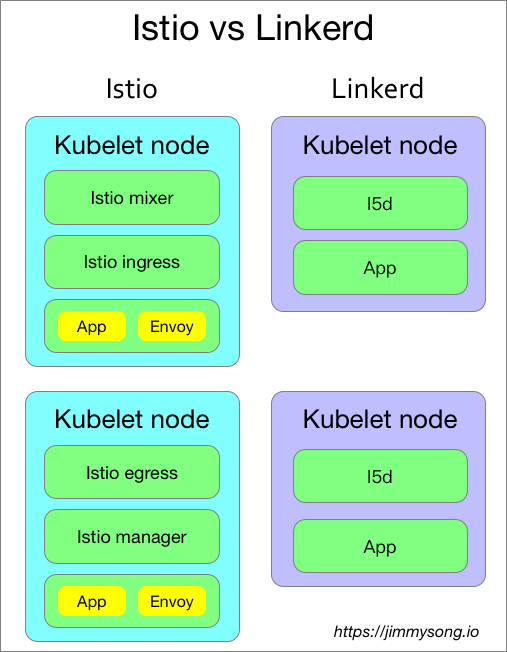 Istio vs Linkerd
Istio
Linkerd
Kubelet node
Istio mixer
Istio ingress
App
Envoy
Kubelet node
l5d
App
Kubelet node
Istio egress
Istio manager
App
Envoy
Kubelet node
l5d
App
https://jimmysong.io